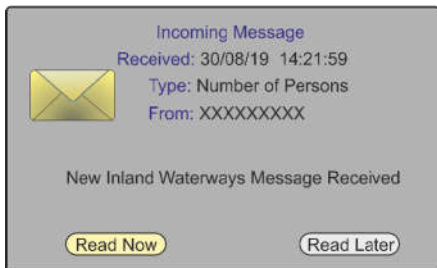 Incoming Message
Received: 30/08/19 14:21:59
Type: Number of Persons
From: XXXXXXXXX
New Inland Waterways Message Received
Read Now Read Later